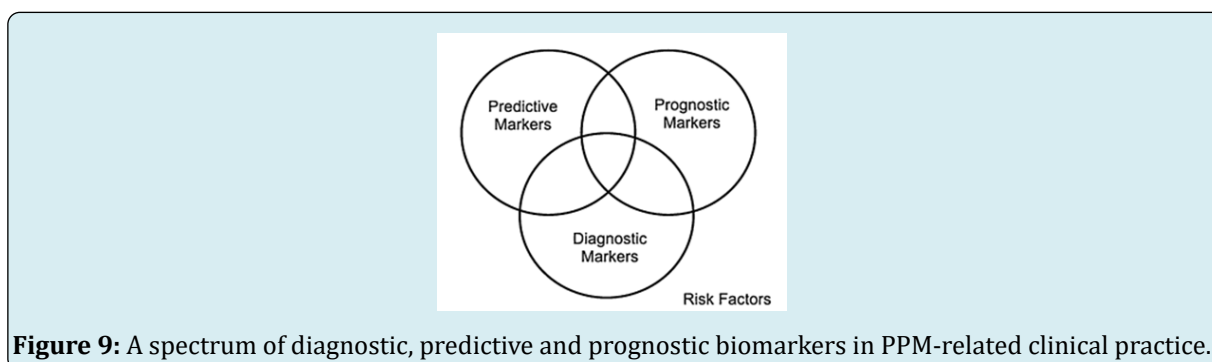 Predictive
Markers
Prognostic
Markers
Diagnostic
Markers
Risk Factors
Figure 9: A spectrum of diagnostic, predictive and prognostic biomarkers in PPM-related clinical practice.